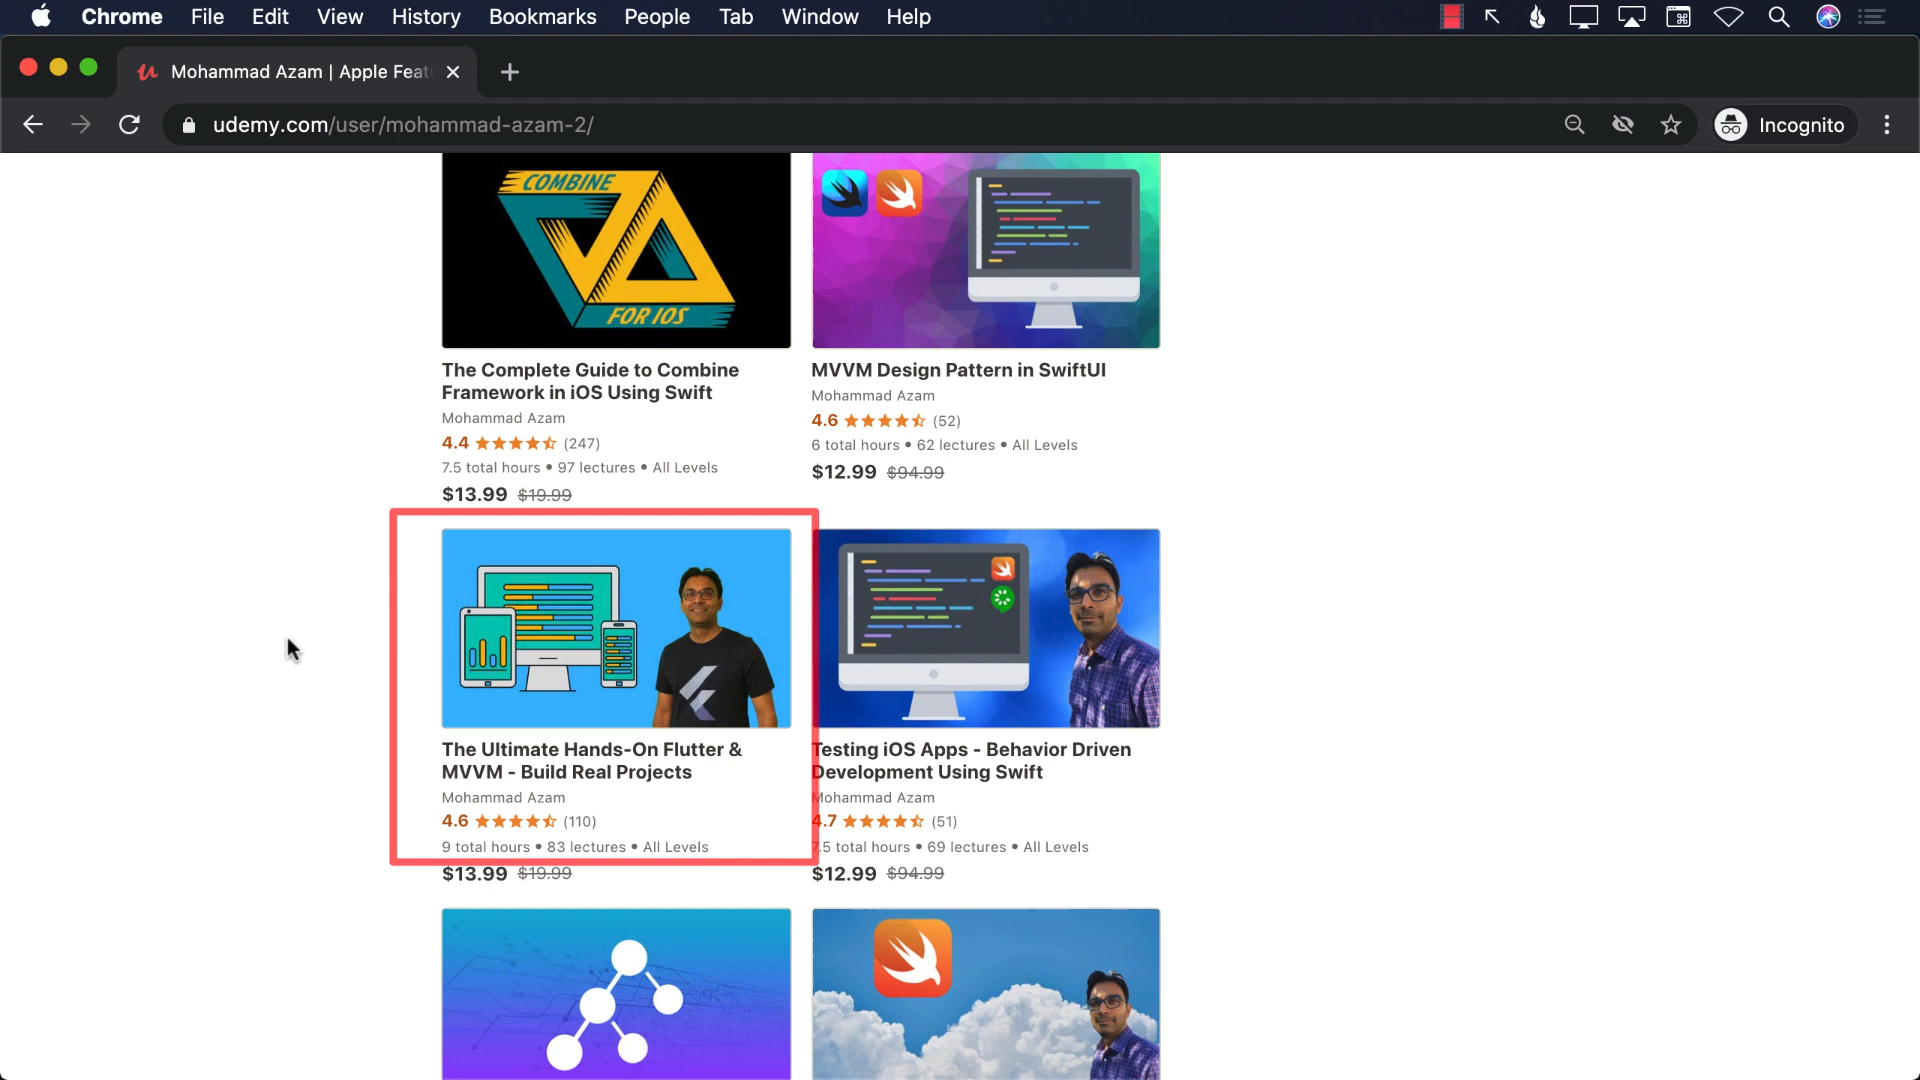 Chrome File Edit View History Bookmarks People Tab Window Help
Mohammad Azam | Apple Feat
udemy.com/user/mohammad-azam-2/
Incognito
COMBINE
FOR IOS
The Complete Guide to Combine
Framework in iOS Using Swift
Mohammad Azam
4.4 (247)
7.5 total hours • 97 lectures • All Levels
$13.99 $19.99
MVVM Design Pattern in SwiftUI
Mohammad Azam
4.6 (52)
6 total hours • 62 lectures • All Levels
$12.99 $94.99
The Ultimate Hands-On Flutter &
MVVM - Build Real Projects
Mohammad Azam
4.6 (110)
9 total hours • 83 lectures • All Levels
$13.99 $19.99
Testing iOS Apps - Behavior Driven
Development Using Swift
Mohammad Azam
4.7 (51)
7.5 total hours • 69 lectures • All Levels
$12.99 $94.99